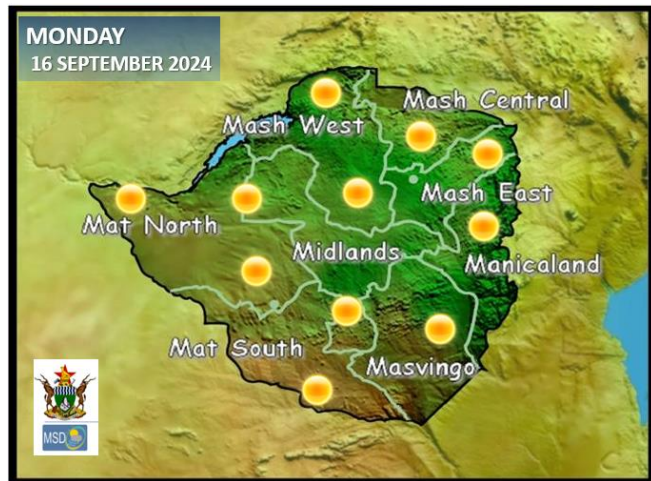 MONDAY
16 SEPTEMBER 2024
Mash Central
Mash West
Mash East
Mat North
Midlands
Manicaland
Mat South
Masvingo
MSD